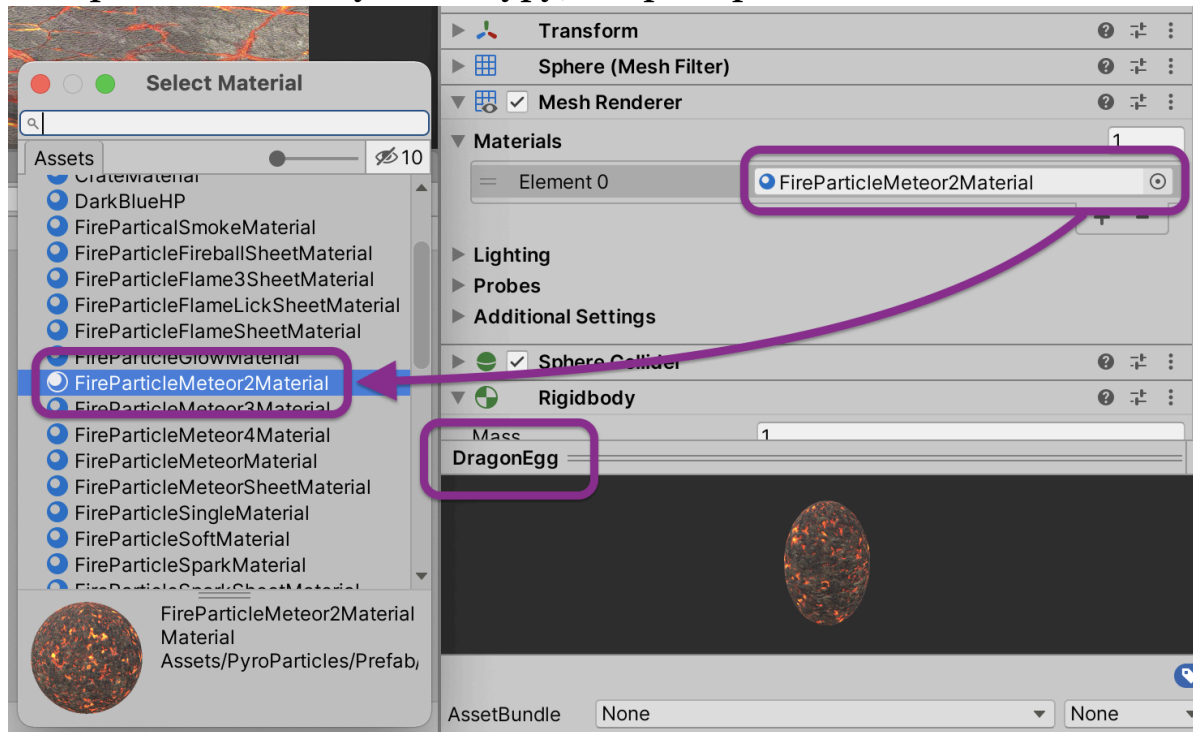 Select Material
Assets
10
CrateMaterial
DarkBlueHP
FireParticalSmokeMaterial
FireParticleFireballSheetMaterial
FireParticleFlame3SheetMaterial
FireParticleFlameLickSheetMaterial
FireParticleFlameSheetMaterial
FireParticleGlowMaterial
FireParticleMeteor2Material
FireParticleMeteor3Material
FireParticleMeteor4Material
FireParticleMeteorMaterial
FireParticleMeteorSheetMaterial
FireParticleSingleMaterial
FireParticleSoftMaterial
FireParticleSparkMaterial
FireParticleSparkSheetMaterial
FireParticleMeteor2Material
Material
Assets/PyroParticles/Prefab/
Transform
Sphere (Mesh Filter)
Mesh Renderer
Materials 1
Element 0 FireParticleMeteor2Material
Lighting
Probes
Additional Settings
Sphere Collider
Rigidbody
Mass 1
DragonEgg
AssetBundle None None